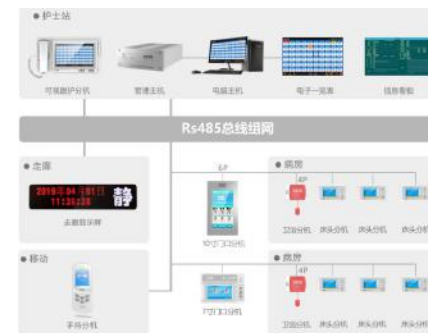 护士站
可视医护分机
管理主机
电脑主机
电子一览表
信息看板
Rs485总线组网
走廊
2019年04月01日
11:36:38
静
走廊显示屏
6P
10寸门口分机
病房
4P
卫浴分机
床头分机
床头分机
床头分机
移动
手持分机
7寸门口分机
病房
4P
卫浴分机
床头分机
床头分机
床头分机